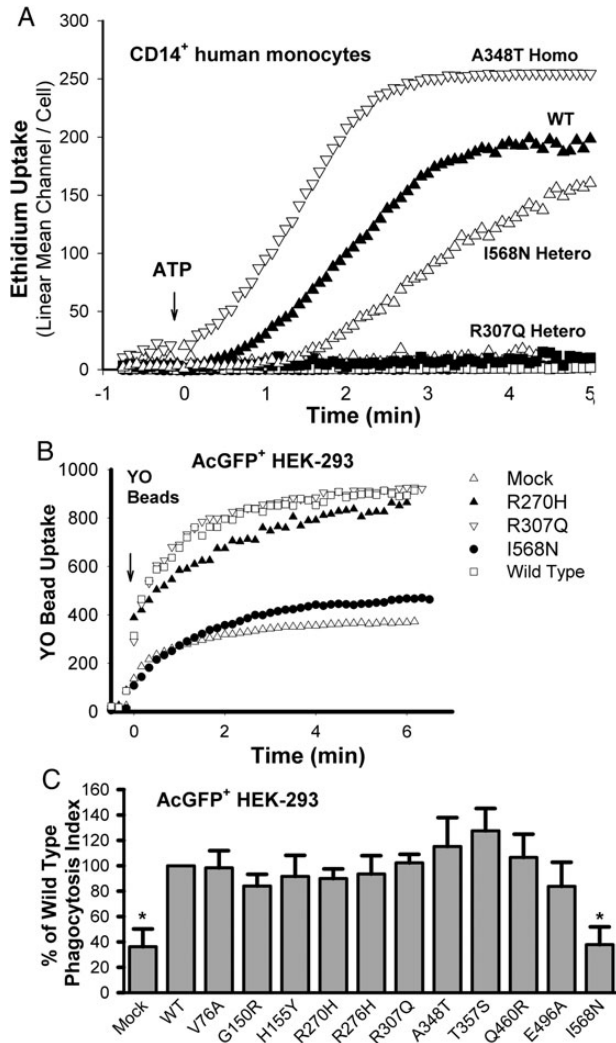 A
CD14+ human monocytes
A348T Homo
WT
I568N Hetero
R307Q Hetero
ATP
Ethidium Uptake
(Linear Mean Channel / Cell)
300
250
200
150
100
50
0
-1 0 1 2 3 4 5
Time (min)
B
AcGFP+ HEK-293
YO
Beads
Mock
R270H
R307Q
I568N
Wild Type
YO Bead Uptake
1000
800
600
400
200
0
0 2 4 6
Time (min)
C
AcGFP+ HEK-293
% of Wild Type
Phagocytosis Index
160
140
120
100
80
60
40
20
0
* *
Mock WT V76A G150R H155Y R270H R276H R307Q A348T T357S Q460R E496A I568N